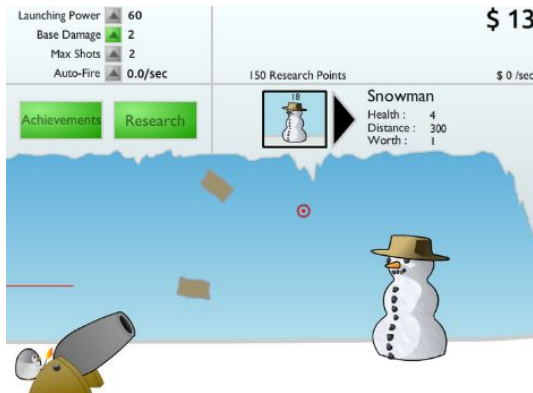 Launching Power 60
$ 13
Base Damage 2
Max Shots 2
Auto-Fire 0.0/sec
150 Research Points
$ 0 /sec
Achievements
Research
18
Snowman
Health : 4
Distance : 300
Worth : 1